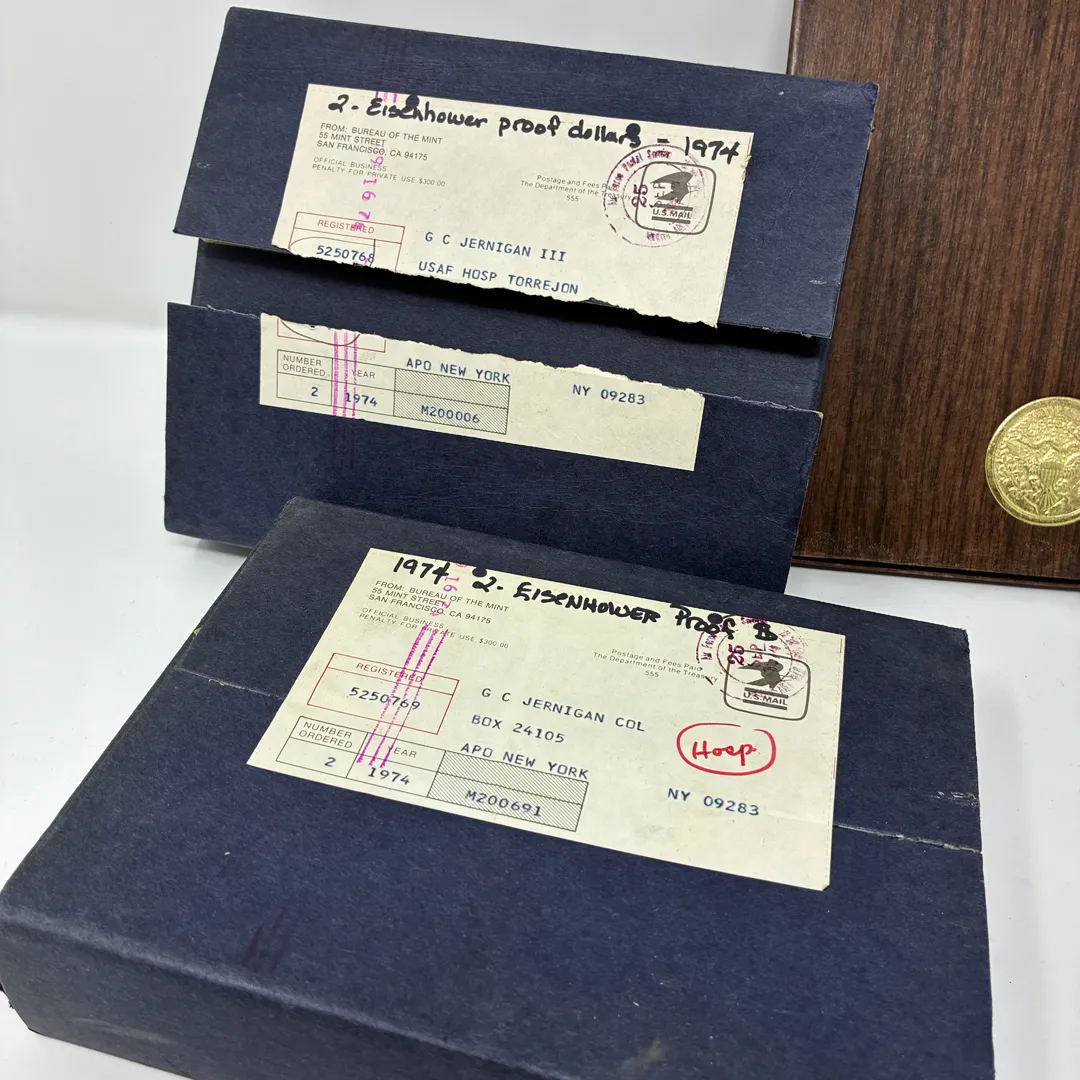 2 - Eisenhower proof dollars - 1974
FROM: BUREAU OF THE MINT
55 MINT STREET
SAN FRANCISCO, CA 94175
OFFICIAL BUSINESS
PENALTY FOR PRIVATE USE $300.00
Postage and Fees
The Department of the Treasury
555
25
SEP
U.S.MAIL
REGISTERED
5250768
G C JERNIGAN III
USAF HOSP TORREJON
APO NEW YORK
NY 09283
NUMBER ORDERED
YEAR
2
1974
M200006
1974 2- EISENHOWER Proof $
FROM: BUREAU OF THE MINT
55 MINT STREET
SAN FRANCISCO, CA 94175
OFFICIAL BUSINESS
PENALTY FOR PRIVATE USE $300.00
Postage and Fees Paid
The Department of the Treasury
555
25
SEP
U.S.MAIL
REGISTERED
5250769
G C JERNIGAN COL
BOX 24105
APO NEW YORK
NY 09283
Hosp
NUMBER ORDERED
YEAR
2
1974
M200691